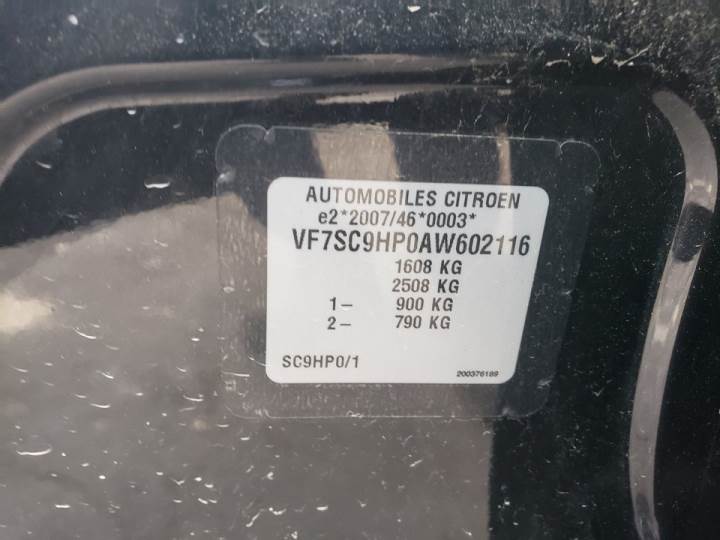 AUTOMOBILES CITROEN
e2*2007/46*0003*
VF7SC9HP0AW602116
1608 KG
2508 KG
1- 900 KG
2- 790 KG
SC9HP0/1
200376189